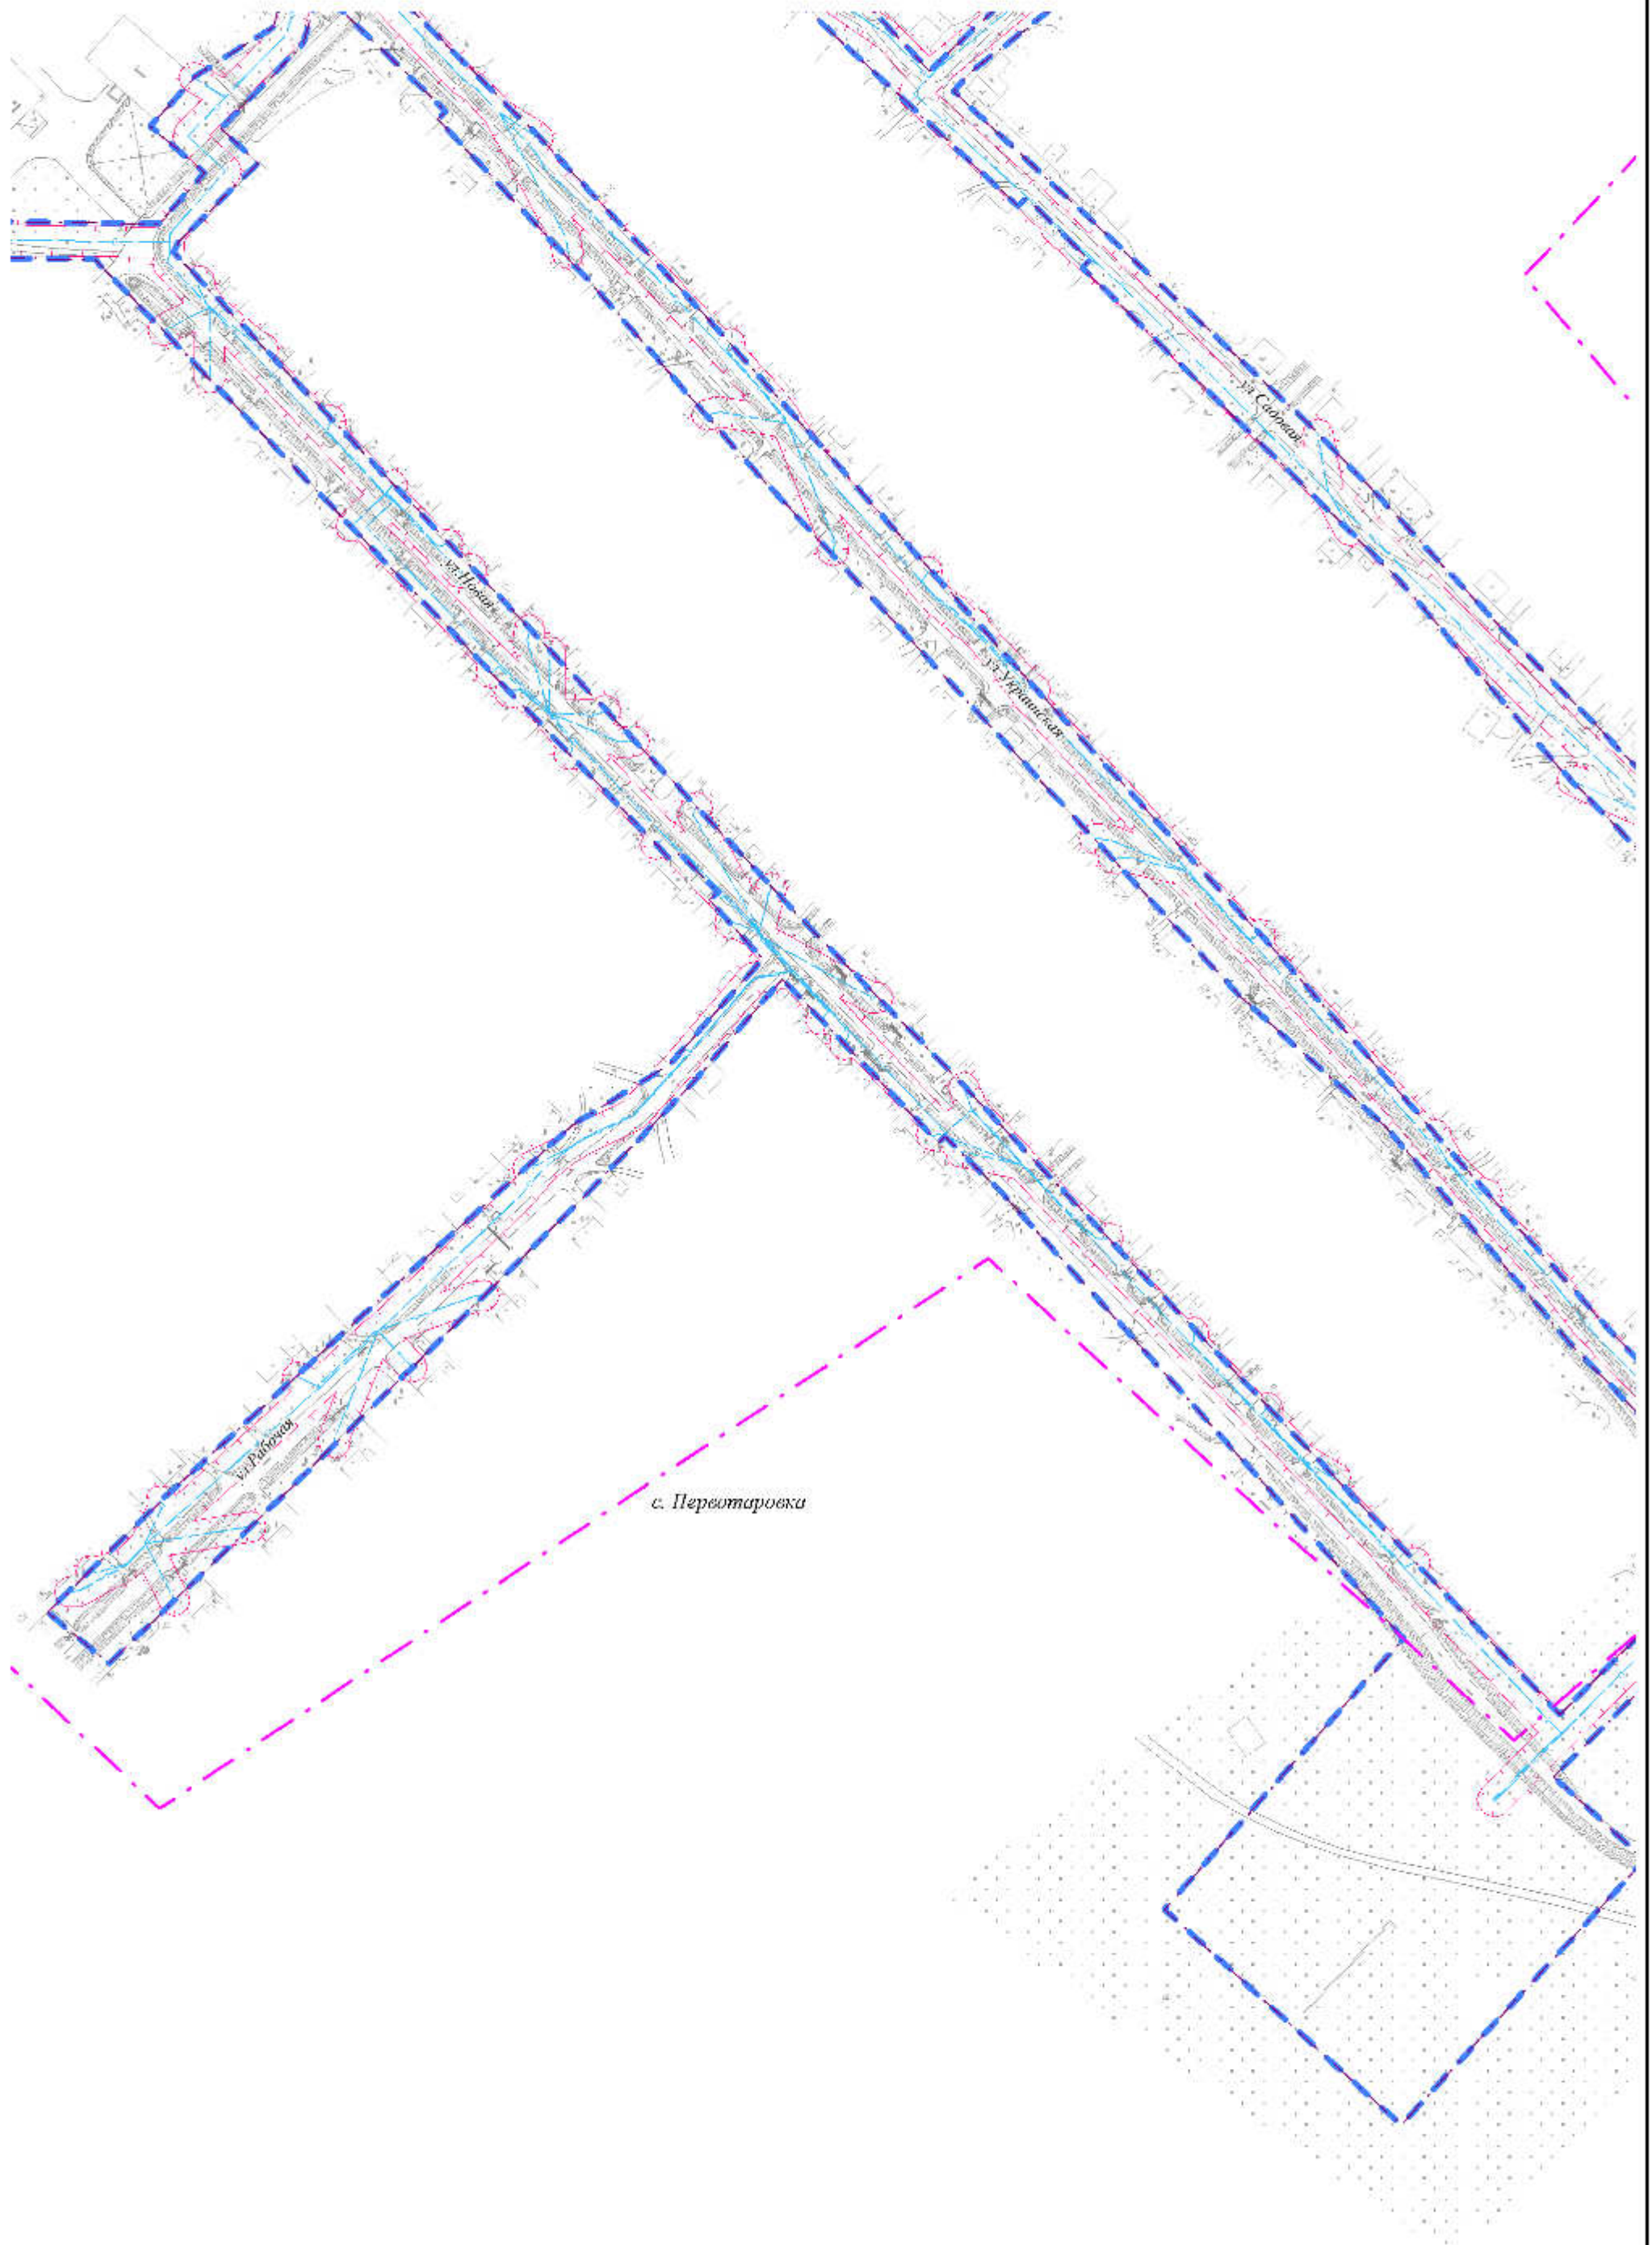 ул Садовая
ул.Новая
ул.Украинская
ул.Рабочая
с. Первотаровка